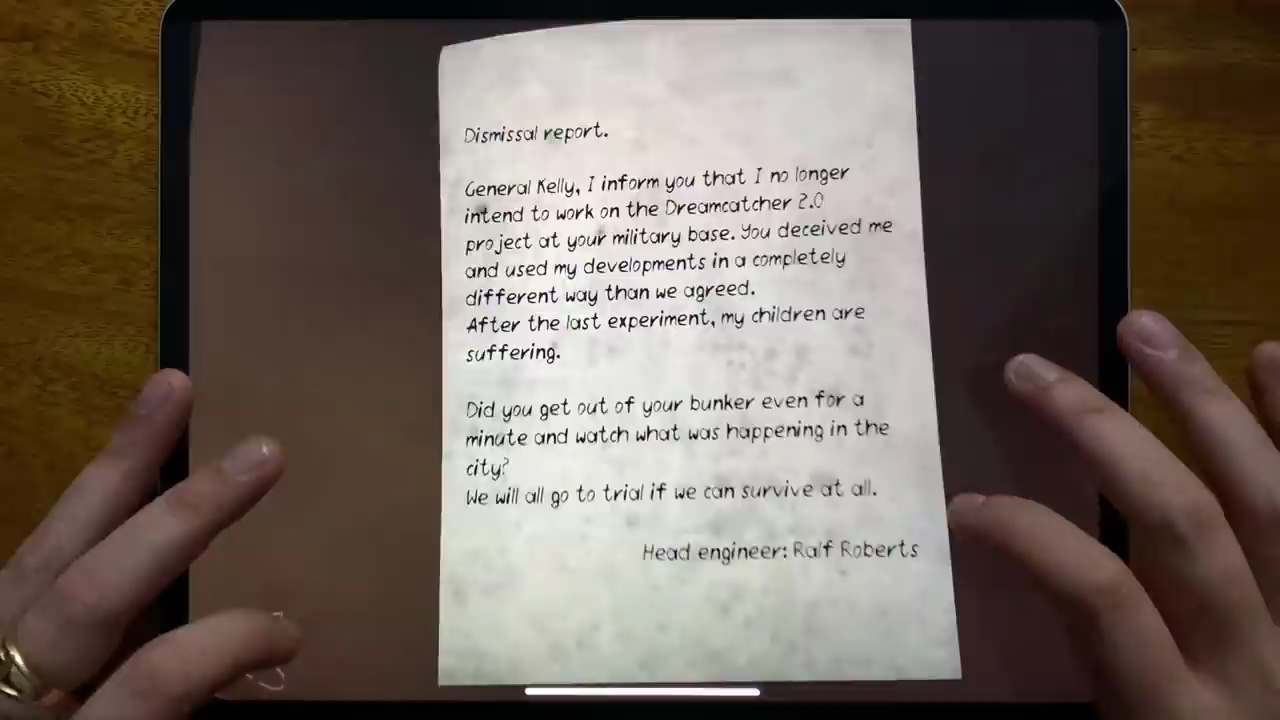 Dismissal report.
General Kelly, I inform you that I no longer
intend to work on the Dreamcatcher 2.0
project at your military base. You deceived me
and used my developments in a completely
different way than we agreed.
After the last experiment, my children are
suffering.
Did you get out of your bunker even for a
minute and watch what was happening in the
city?
We will all go to trial if we can survive at all.
Head engineer: Ralf Roberts